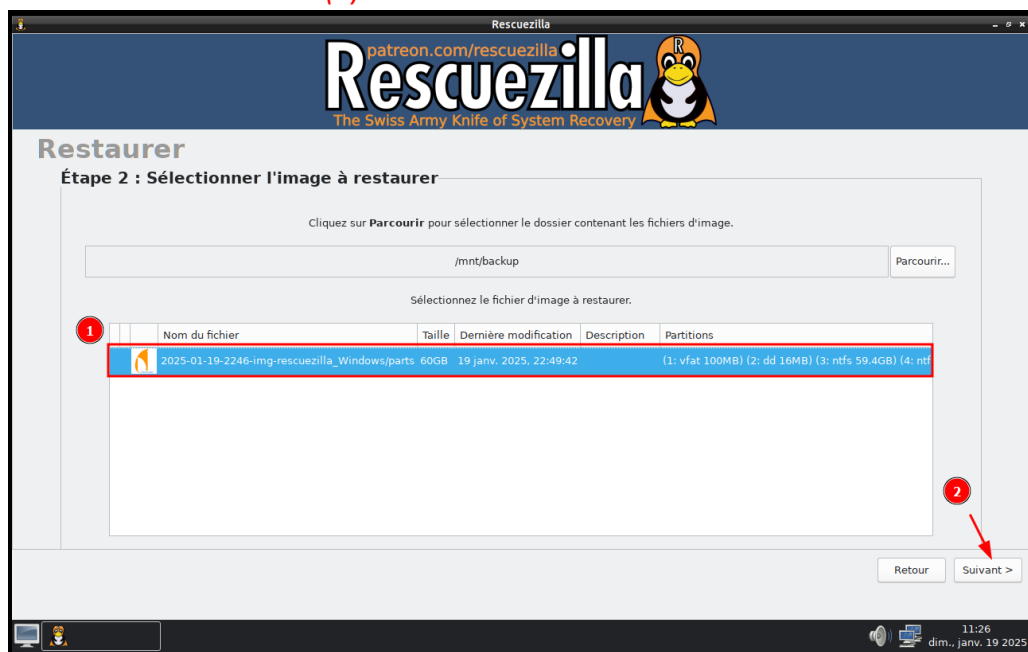 Rescuezilla
patreon.com/rescuezilla
R
Rescuezilla
The Swiss Army Knife of System Recovery
Restaurer
Étape 2 : Sélectionner l'image à restaurer
Cliquez sur Parcourir pour sélectionner le dossier contenant les fichiers d'image.
/mnt/backup Parcourir...
Sélectionnez le fichier d'image à restaurer.
1
Nom du fichier Taille Dernière modification Description Partitions
2025-01-19-2246-img-rescuezilla_Windows/parts 60GB 19 janv. 2025, 22:49:42 (1: vfat 100MB) (2: dd 16MB) (3: ntfs 59.4GB) (4: ntf
2
Retour Suivant >
11:26
dim., janv. 19 2025